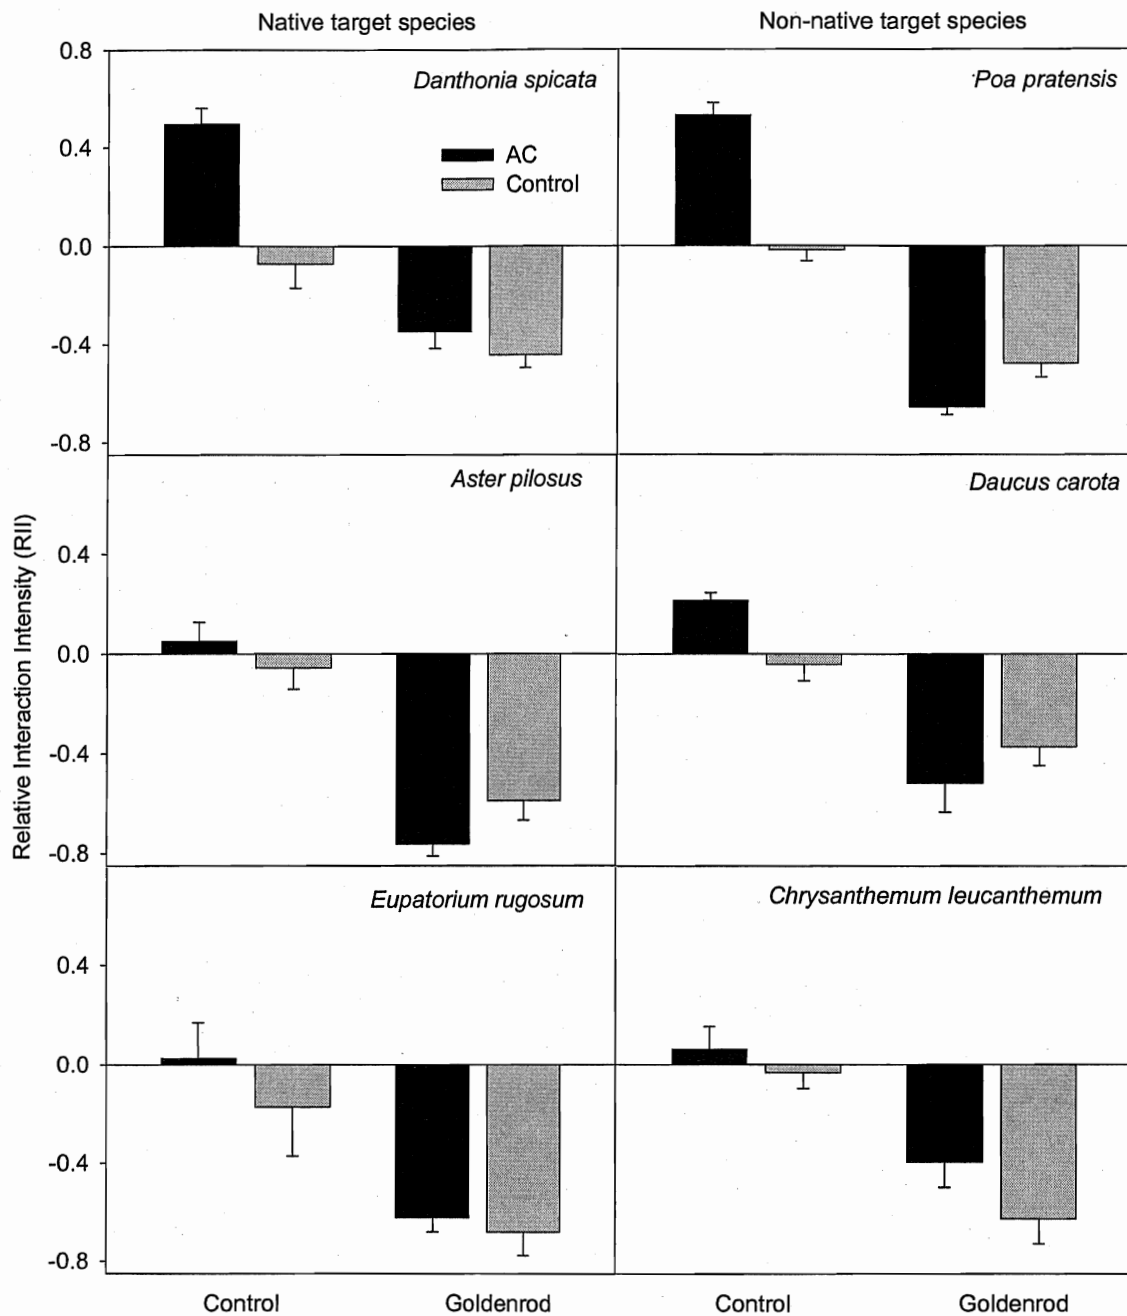 Native target species
Non-native target species
0.8
0.4
0.0
-0.4
-0.8
Danthonia spicata
AC
Control
Poa pratensis
Relative Interaction Intensity (RII)
0.4
0.0
-0.4
-0.8
Aster pilosus
Daucus carota
0.4
0.0
-0.4
-0.8
Eupatorium rugosum
Chrysanthemum leucanthemum
Control
Goldenrod
Control
Goldenrod